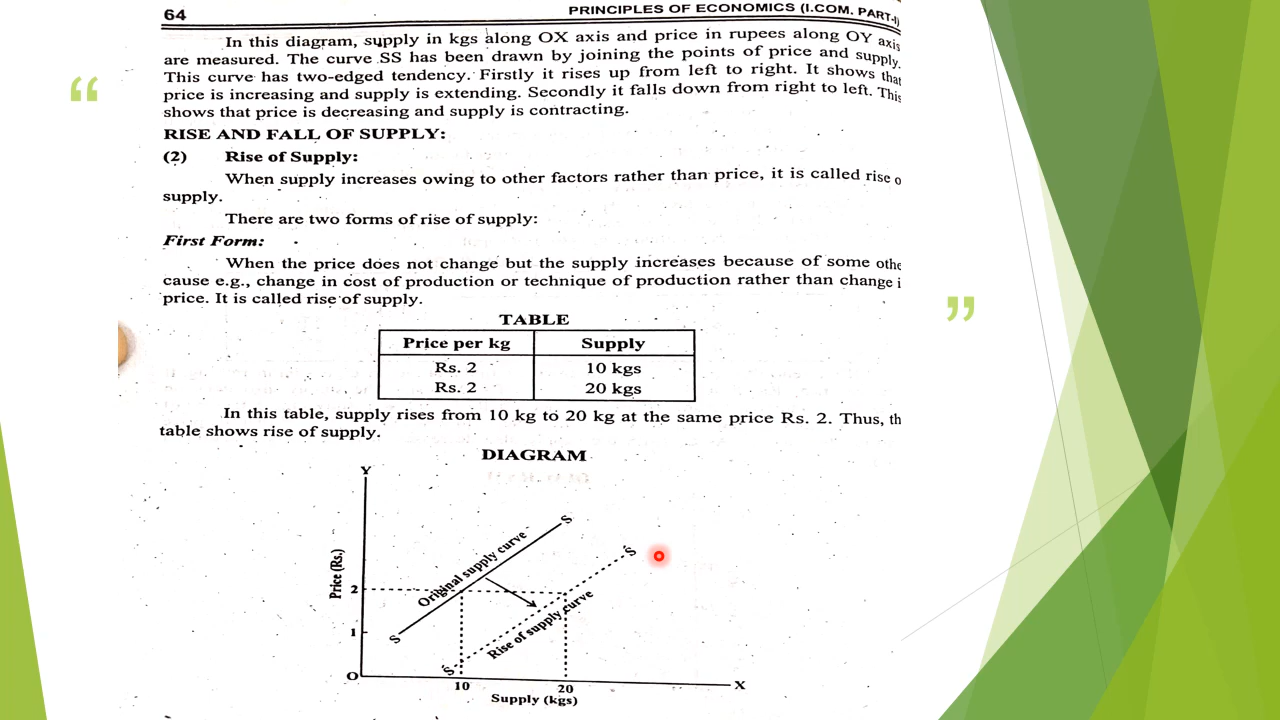 64
PRINCIPLES OF ECONOMICS (I.COM. PART-I)
“
In this diagram, supply in kgs along OX axis and price in rupees along OY axis
are measured. The curve SS has been drawn by joining the points of price and supply.
This curve has two-edged tendency. Firstly it rises up from left to right. It shows that
price is increasing and supply is extending. Secondly it falls down from right to left. This
shows that price is decreasing and supply is contracting.
RISE AND FALL OF SUPPLY:
(2) Rise of Supply:
When supply increases owing to other factors rather than price, it is called rise o
supply.
There are two forms of rise of supply:
First Form:
When the price does not change but the supply increases because of some othe
cause e.g., change in cost of production or technique of production rather than change i
price. It is called rise of supply.
”
TABLE
Price per kg Supply
Rs. 2 10 kgs
Rs. 2 20 kgs
In this table, supply rises from 10 kg to 20 kg at the same price Rs. 2. Thus, th
table shows rise of supply.
DIAGRAM
Y
S
Original supply curve
Ś
Price (Rs.)
2
1
S
Rise of supply curve
Ś
O
10
20
X
Supply (kgs)